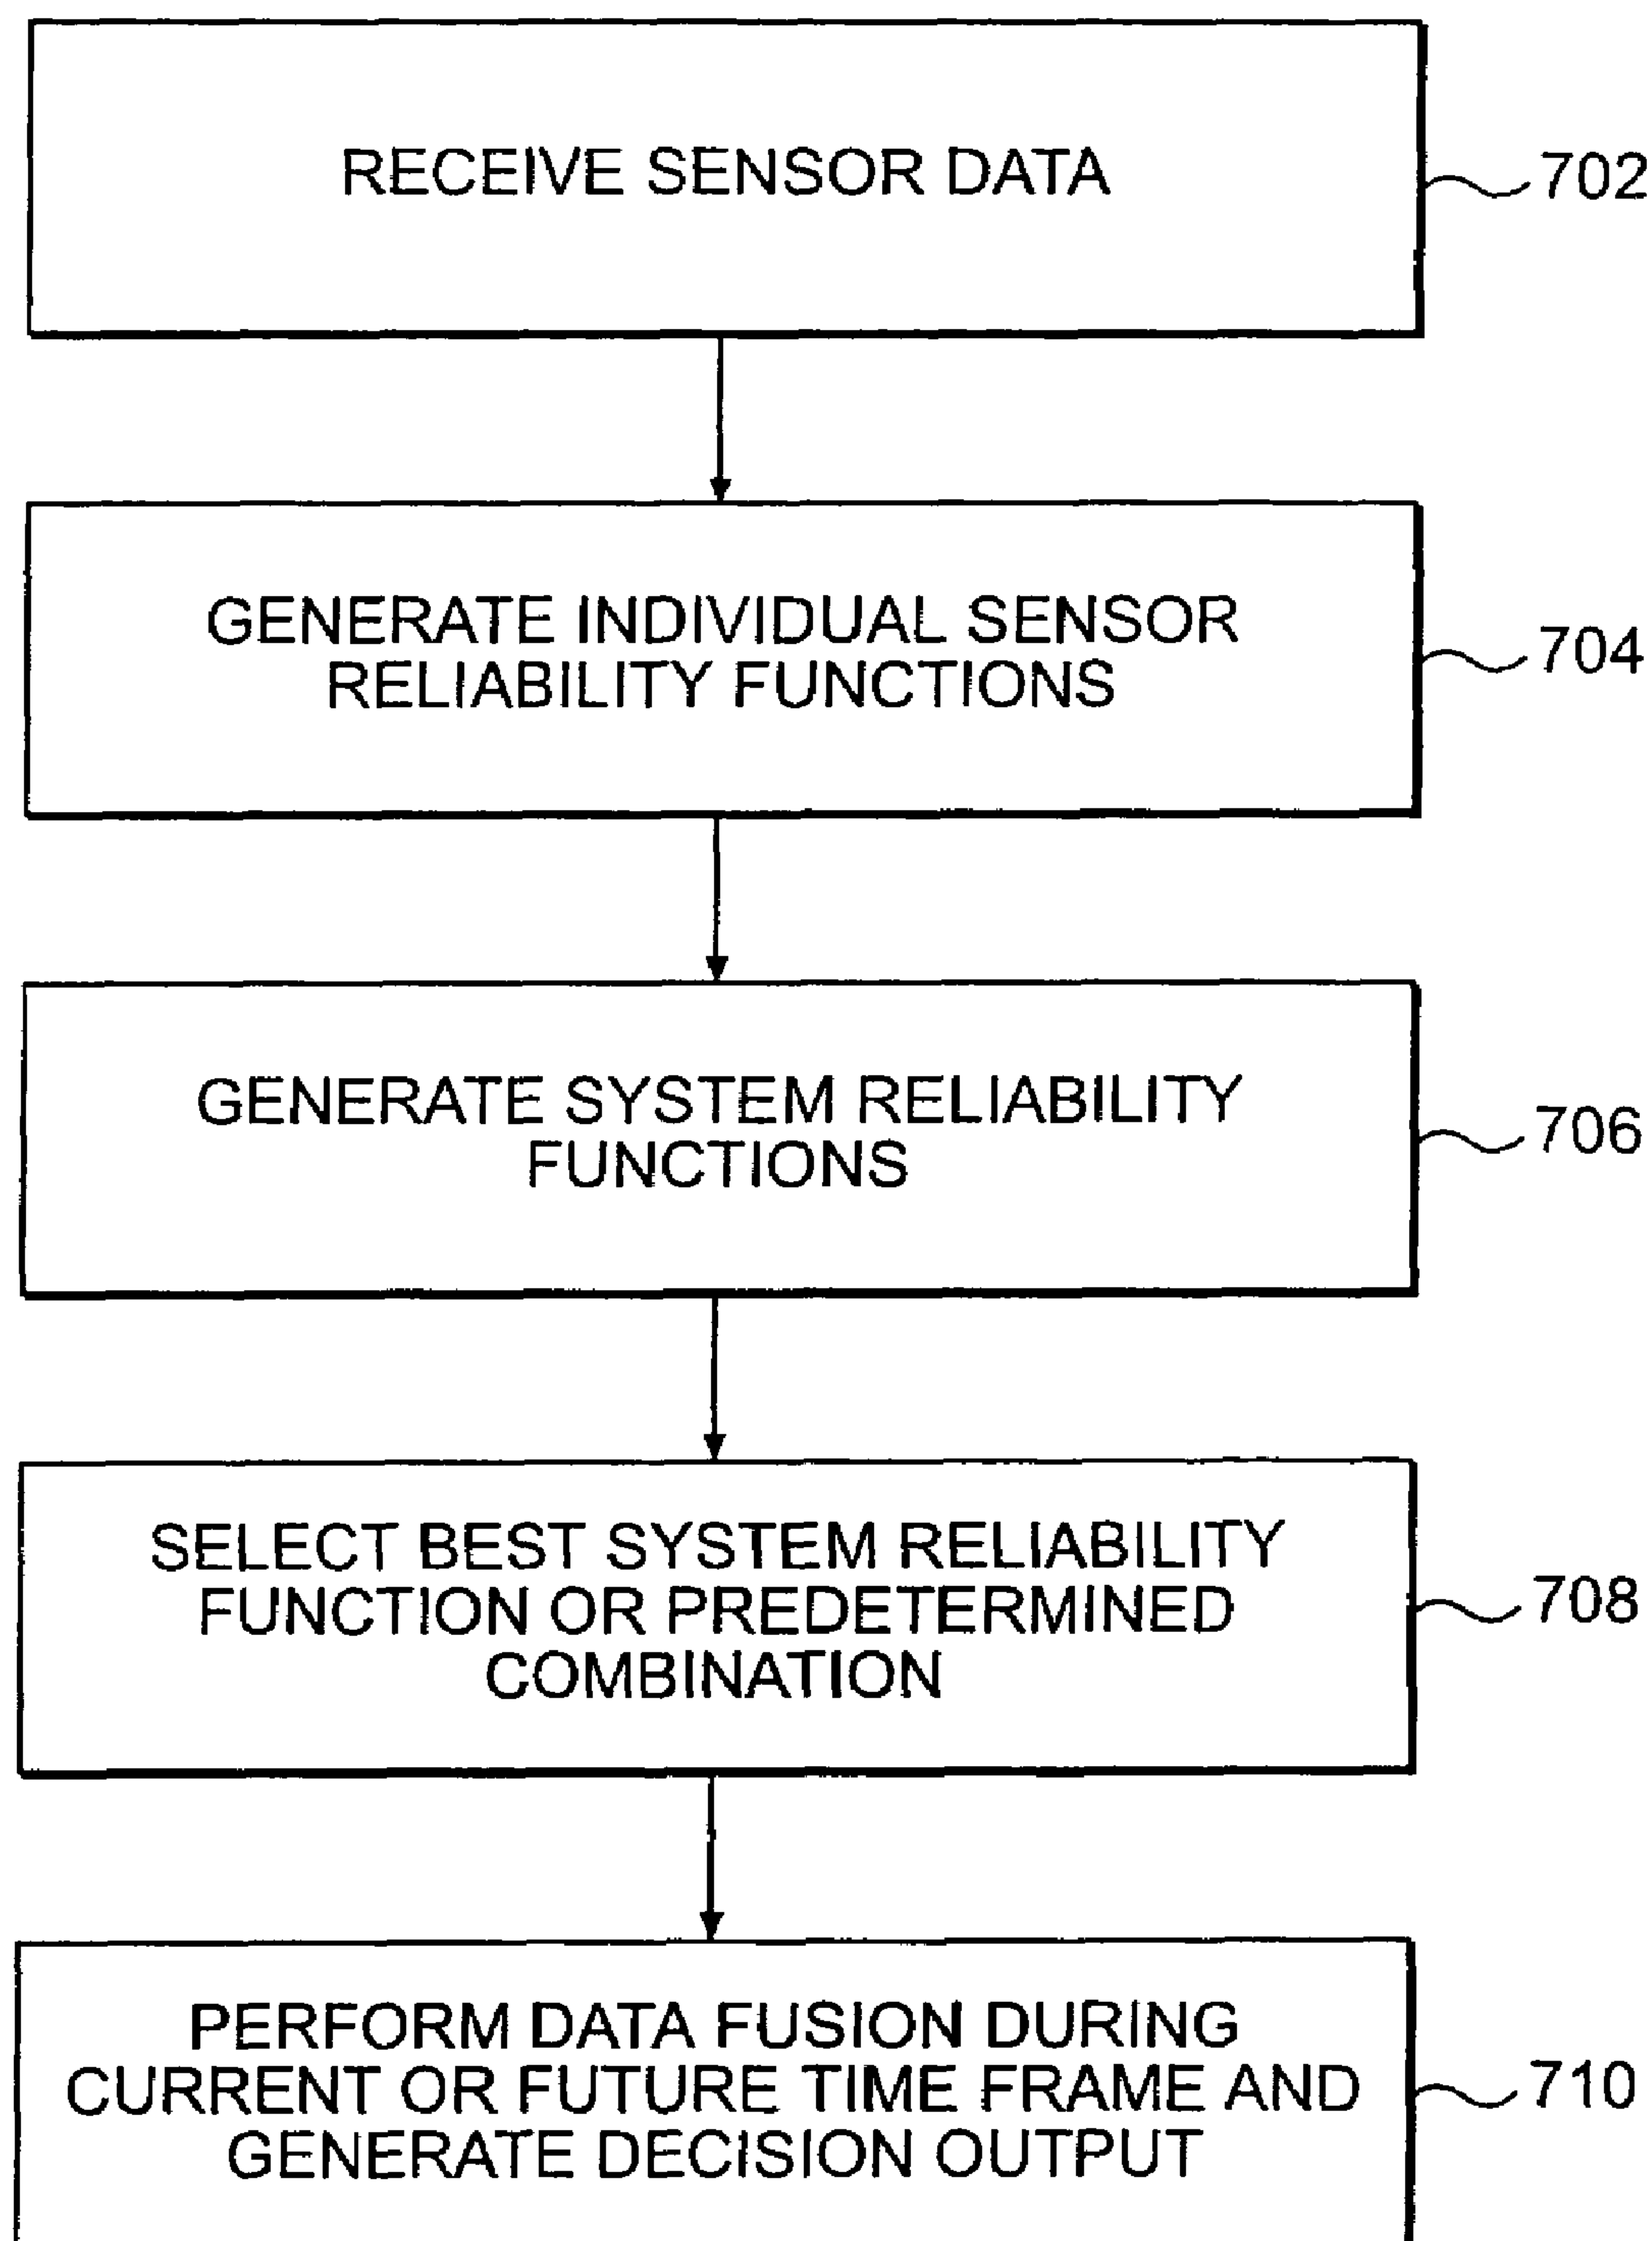 RECEIVE SENSOR DATA
702
GENERATE INDIVIDUAL SENSOR
RELIABILITY FUNCTIONS
704
GENERATE SYSTEM RELIABILITY
FUNCTIONS
706
SELECT BEST SYSTEM RELIABILITY
FUNCTION OR PREDETERMINED
COMBINATION
708
PERFORM DATA FUSION DURING
CURRENT OR FUTURE TIME FRAME AND
GENERATE DECISION OUTPUT
710